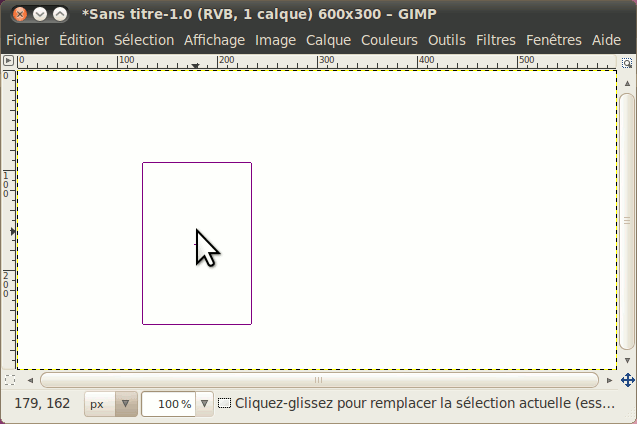 *Sans titre-1.0 (RVB, 1 calque) 600x300 – GIMP
Fichier Édition Sélection Affichage Image Calque Couleurs Outils Filtres Fenêtres Aide
0 100 200 300 400 500
0
100
200
179, 162 px 100 % Cliquez-glissez pour remplacer la sélection actuelle (ess…